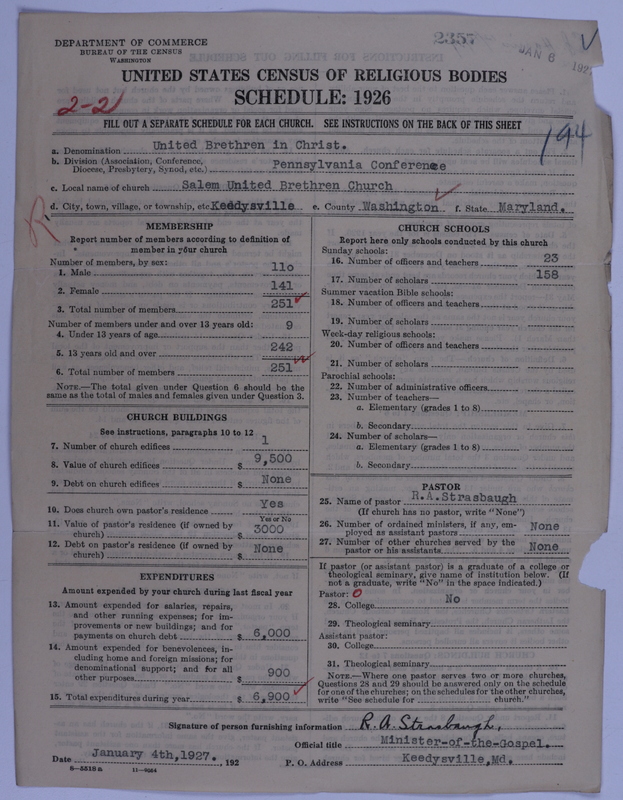 DEPARTMENT OF COMMERCE
BUREAU OF THE CENSUS
WASHINGTON
2357
JAN 6 192
UNITED STATES CENSUS OF RELIGIOUS BODIES
SCHEDULE: 1926
2-2
FILL OUT A SEPARATE SCHEDULE FOR EACH CHURCH. SEE INSTRUCTIONS ON THE BACK OF THIS SHEET
194
a. Denomination United Brethren in Christ.
b. Division (Association, Conference, Diocese, Presbytery, Synod, etc.) Pennsylvania Conference
c. Local name of church Salem United Brethren Church
d. City, town, village, or township, etc. Keedysville e. County Washington f. State Maryland.
R
MEMBERSHIP
Report number of members according to definition of
member in your church
Number of members, by sex:
1. Male 11o
2. Female 141
3. Total number of members 251
Number of members under and over 13 years old:
4. Under 13 years of age 9
5. 13 years old and over 242
6. Total number of members 251
NOTE.—The total given under Question 6 should be the
same as the total of males and females given under Question 3.
CHURCH BUILDINGS
See instructions, paragraphs 10 to 12
7. Number of church edifices 1
8. Value of church edifices $ 9,500
9. Debt on church edifices $ None
10. Does church own pastor's residence Yes
Yes or No
11. Value of pastor's residence (if owned by
church) $ 3000
12. Debt on pastor's residence (if owned by
church) $ None
EXPENDITURES
Amount expended by your church during last fiscal year
13. Amount expended for salaries, repairs,
and other running expenses; for im-
provements or new buildings; and for
payments on church debt $ 6,000
14. Amount expended for benevolences, in-
cluding home and foreign missions; for
denominational support; and for all
other purposes $ 900
15. Total expenditures during year $ 6,900
CHURCH SCHOOLS
Report here only schools conducted by this church
Sunday schools:
16. Number of officers and teachers 23
17. Number of scholars 158
Summer vacation Bible schools:
18. Number of officers and teachers
19. Number of scholars
Week-day religious schools:
20. Number of officers and teachers
21. Number of scholars
Parochial schools:
22. Number of administrative officers
23. Number of teachers—
a. Elementary (grades 1 to 8)
b. Secondary
24. Number of scholars—
a. Elementary (grades 1 to 8)
b. Secondary
PASTOR
25. Name of pastor R.A.Strasbaugh
(If church has no pastor, write "None")
26. Number of ordained ministers, if any, em-
ployed as assistant pastors None
27. Number of other churches served by the
pastor or his assistants None
If pastor (or assistant pastor) is a graduate of a college or
theological seminary, give name of institution below. (If
not a graduate, write "No" in the space indicated.)
Pastor: 0
28. College No
29. Theological seminary
Assistant pastor:
30. College
31. Theological seminary
NOTE.—Where one pastor serves two or more churches,
Questions 28 and 29 should be answered only on the schedule
for one of the churches; on the schedules for the other churches,
write "See schedule for church."
Signature of person furnishing information R. A. Strasbaugh.
Official title Minister-of-the-Gospel.
Date January 4th,1927. , 192 P. O. Address Keedysville,Md.
8—5518 a 11—9084